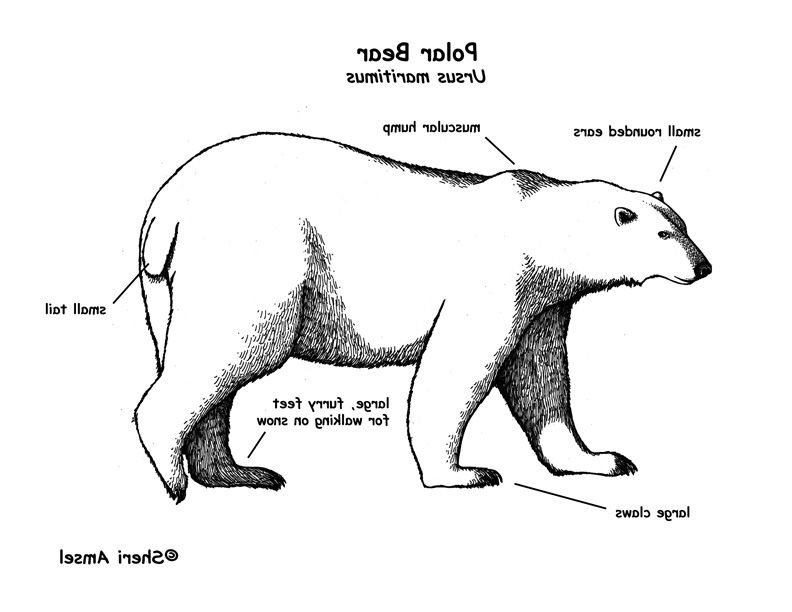 Polar Bear
Ursus maritimus
muscular hump
small rounded ears
small tail
large, furry feet
for walking on snow
large claws
©Sheri Amsel